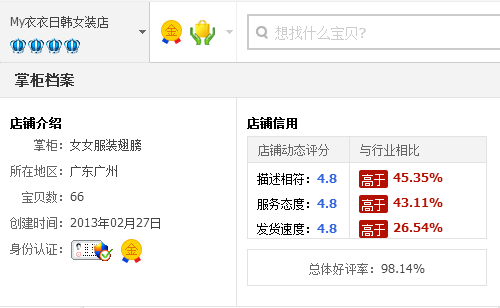 My衣衣日韩女装店
金
想找什么宝贝?
掌柜档案
店铺介绍
掌柜：女女服装翅膀
所在地区：广东广州
宝贝数：66
创建时间：2013年02月27日
身份认证：金
店铺信用
店铺动态评分 与行业相比
描述相符：4.8 高于 45.35%
服务态度：4.8 高于 43.11%
发货速度：4.8 高于 26.54%
总体好评率：98.14%